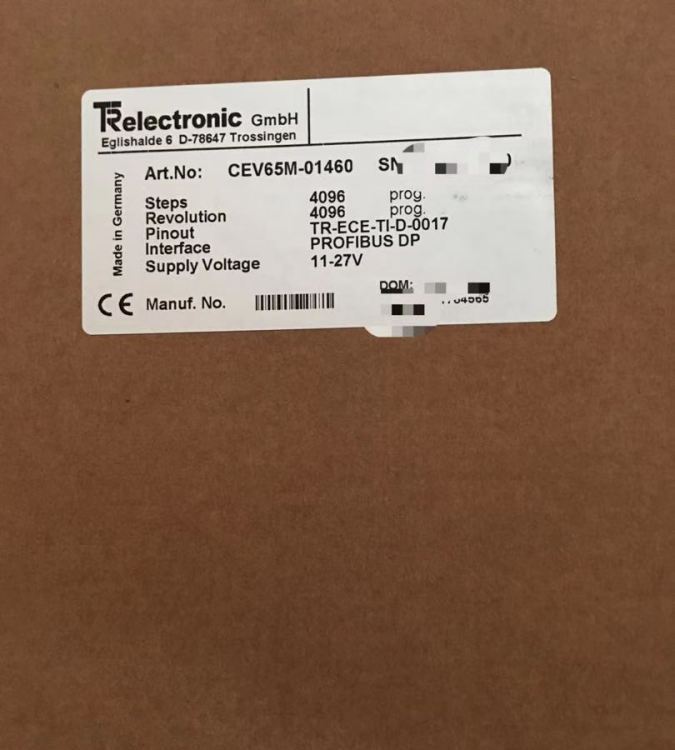 TRelectronic GmbH
Eglishalde 6 D-78647 Trossingen
Made in Germany
Art.No: CEV65M-01460 SN
Steps 4096 prog.
Revolution 4096 prog.
Pinout TR-ECE-TI-D-0017
Interface PROFIBUS DP
Supply Voltage 11-27V
DOM:
CE Manuf. No.